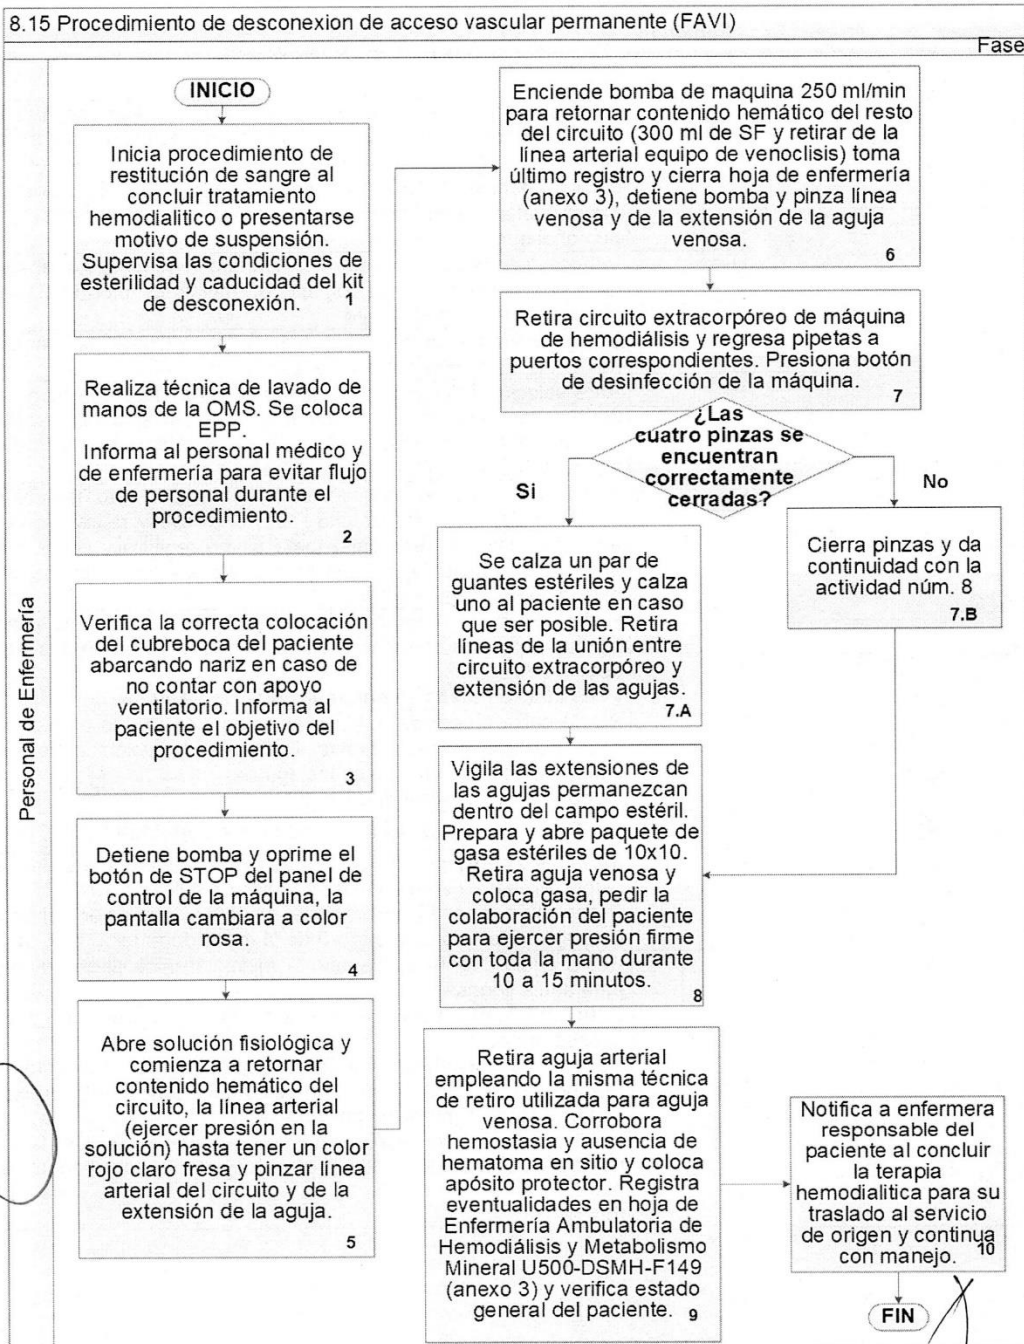 8.15 Procedimiento de desconexion de acceso vascular permanente (FAVI)
Fase
Personal de Enfermería
INICIO
Inicia procedimiento de
restitución de sangre al
concluir tratamiento
hemodialitico o presentarse
motivo de suspensión.
Supervisa las condiciones de
esterilidad y caducidad del kit
de desconexión.
1
Realiza técnica de lavado de
manos de la OMS. Se coloca
EPP.
Informa al personal médico y
de enfermería para evitar flujo
de personal durante el
procedimiento.
2
Verifica la correcta colocación
del cubreboca del paciente
abarcando nariz en caso de
no contar con apoyo
ventilatorio. Informa al
paciente el objetivo del
procedimiento.
3
Detiene bomba y oprime el
botón de STOP del panel de
control de la máquina, la
pantalla cambiara a color
rosa.
4
Abre solución fisiológica y
comienza a retornar
contenido hemático del
circuito, la línea arterial
(ejercer presión en la
solución) hasta tener un color
rojo claro fresa y pinzar línea
arterial del circuito y de la
extensión de la aguja.
5
Enciende bomba de maquina 250 ml/min
para retornar contenido hemático del resto
del circuito (300 ml de SF y retirar de la
línea arterial equipo de venoclisis) toma
último registro y cierra hoja de enfermería
(anexo 3), detiene bomba y pinza línea
venosa y de la extensión de la aguja
venosa.
6
Retira circuito extracorpóreo de máquina
de hemodiálisis y regresa pipetas a
puertos correspondientes. Presiona botón
de desinfección de la máquina.
7
¿Las
cuatro pinzas se
encuentran
correctamente
cerradas?
Si
No
Se calza un par de
guantes estériles y calza
uno al paciente en caso
que ser posible. Retira
líneas de la unión entre
circuito extracorpóreo y
extensión de las agujas.
7.A
Cierra pinzas y da
continuidad con la
actividad núm. 8
7.B
Vigila las extensiones de
las agujas permanezcan
dentro del campo estéril.
Prepara y abre paquete de
gasa estériles de 10x10.
Retira aguja venosa y
coloca gasa, pedir la
colaboración del paciente
para ejercer presión firme
con toda la mano durante
10 a 15 minutos.
8
Retira aguja arterial
empleando la misma técnica
de retiro utilizada para aguja
venosa. Corrobora
hemostasia y ausencia de
hematoma en sitio y coloca
apósito protector. Registra
eventualidades en hoja de
Enfermería Ambulatoria de
Hemodiálisis y Metabolismo
Mineral U500-DSMH-F149
(anexo 3) y verifica estado
general del paciente.
9
Notifica a enfermera
responsable del
paciente al concluir
la terapia
hemodialitica para su
traslado al servicio
de origen y continua
con manejo.
10
FIN